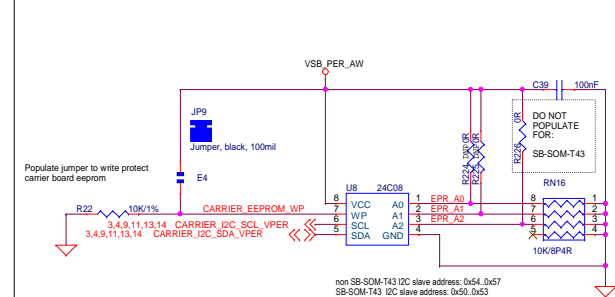 VSB_PER_AW
C39
100nF
JP9
Jumper, black, 100mil
DO NOT
POPULATE
FOR:
SB-SOM-T43
R224 DNP0R
0R
R226 0R
Populate jumper to write protect
carrier board eeprom
E4
RN16
U8
24C08
R22
10K/1%
CARRIER_EEPROM_WP
3,4,9,11,13,14 CARRIER_I2C_SCL_VPER
3,4,9,11,13,14 CARRIER_I2C_SDA_VPER
8 VCC A0 1 EPR_A0 8 1
7 WP A1 2 EPR_A1 7 2
6 SCL A2 3 EPR_A2 6 3
5 SDA GND 4 5 4
10K/8P4R
non SB-SOM-T43 I2C slave address: 0x54..0x57
SB-SOM-T43 I2C slave address: 0x50..0x53